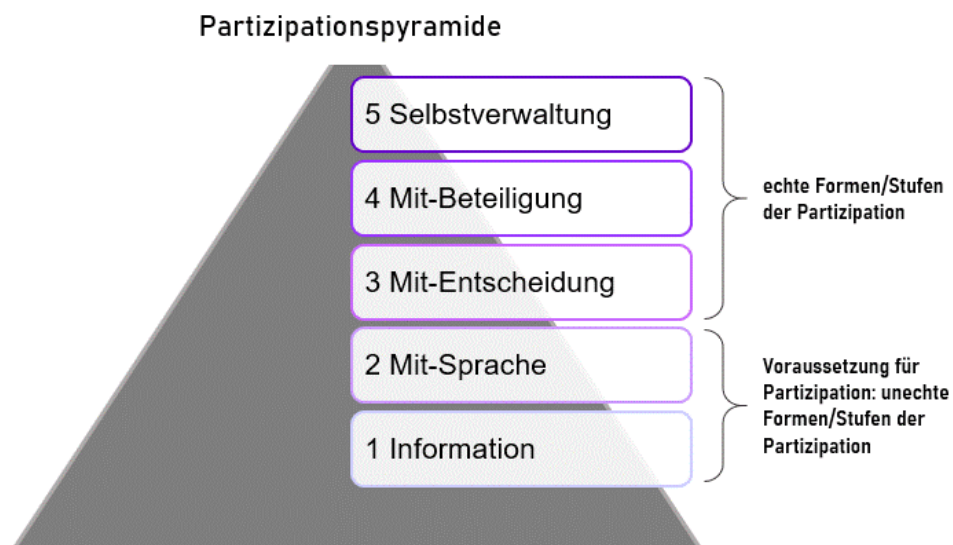 Partizipationspyramide
5 Selbstverwaltung
4 Mit-Beteiligung
3 Mit-Entscheidung
echte Formen/Stufen
der Partizipation
2 Mit-Sprache
1 Information
Voraussetzung für
Partizipation: unechte
Formen/Stufen der
Partizipation